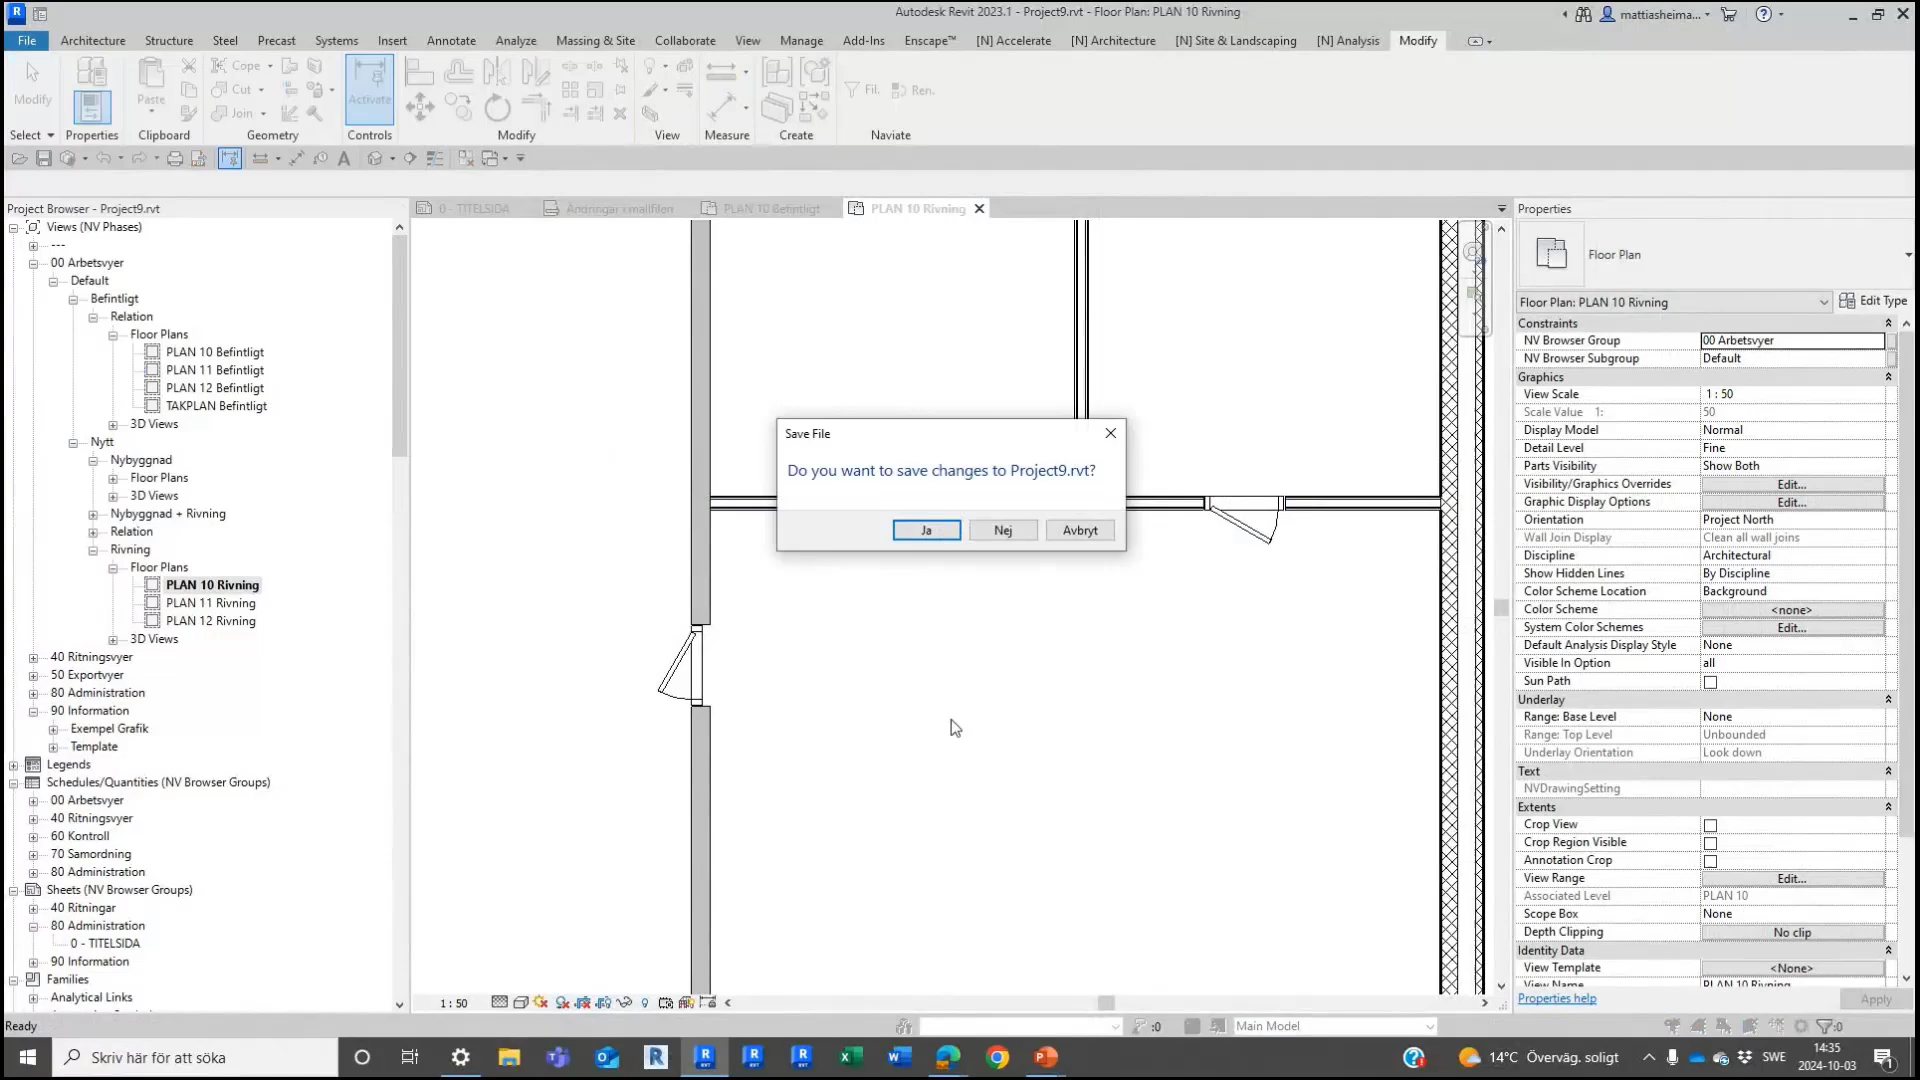 Autodesk Revit 2023.1 - Project9.rvt - Floor Plan: PLAN 10 Rivning
mattiasheima...
File Architecture Structure Steel Precast Systems Insert Annotate Analyze Massing & Site Collaborate View Manage Add-Ins Enscape™ [N] Accelerate [N] Architecture [N] Site & Landscaping [N] Analysis Modify
Modify Paste Cope Cut Join Activate Fil. Ren.
Select Properties Clipboard Geometry Controls Modify View Measure Create Naviate
Project Browser - Project9.rvt
Views (NV Phases)
---
00 Arbetsvyer
Default
Befintligt
Relation
Floor Plans
PLAN 10 Befintligt
PLAN 11 Befintligt
PLAN 12 Befintligt
TAKPLAN Befintligt
3D Views
Nytt
Nybyggnad
Floor Plans
3D Views
Nybyggnad + Rivning
Relation
Rivning
Floor Plans
PLAN 10 Rivning
PLAN 11 Rivning
PLAN 12 Rivning
3D Views
40 Ritningsvyer
50 Exportvyer
80 Administration
90 Information
Exempel Grafik
Template
Legends
Schedules/Quantities (NV Browser Groups)
00 Arbetsvyer
40 Ritningsvyer
60 Kontroll
70 Samordning
80 Administration
Sheets (NV Browser Groups)
40 Ritningar
80 Administration
0 - TITELSIDA
90 Information
Families
Analytical Links
0 - TITELSIDA Ändringar i mallfilen PLAN 10 Befintligt PLAN 10 Rivning
Save File
Do you want to save changes to Project9.rvt?
Ja Nej Avbryt
1 : 50
Properties
Floor Plan
Floor Plan: PLAN 10 Rivning Edit Type
Constraints
NV Browser Group 00 Arbetsvyer
NV Browser Subgroup Default
Graphics
View Scale 1 : 50
Scale Value 1: 50
Display Model Normal
Detail Level Fine
Parts Visibility Show Both
Visibility/Graphics Overrides Edit...
Graphic Display Options Edit...
Orientation Project North
Wall Join Display Clean all wall joins
Discipline Architectural
Show Hidden Lines By Discipline
Color Scheme Location Background
Color Scheme <none>
System Color Schemes Edit...
Default Analysis Display Style None
Visible In Option all
Sun Path
Underlay
Range: Base Level None
Range: Top Level Unbounded
Underlay Orientation Look down
Text
NVDrawingSetting
Extents
Crop View
Crop Region Visible
Annotation Crop
View Range Edit...
Associated Level PLAN 10
Scope Box None
Depth Clipping No clip
Identity Data
View Template <None>
View Name PLAN 10 Rivning
Properties help Apply
Ready :0 Main Model :0
Skriv här för att söka
14°C Överväg. soligt SWE 14:35
2024-10-03